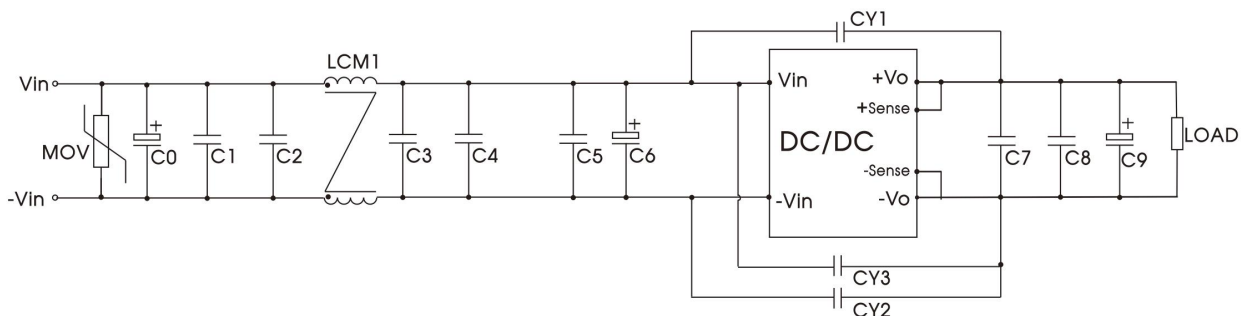 CY1
LCM1
Vin
Vin
+Vo
+Sense
+
+
+
MOV
C0
C1
C2
C3
C4
C5
C6
DC/DC
C7
C8
C9
LOAD
-Sense
-Vin
-Vin
-Vo
CY3
CY2